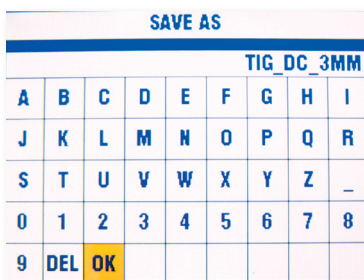 SAVE AS
TIG_DC_3MM
A B C D E F G H I
J K L M N O P Q R
S T U V W X Y Z _
0 1 2 3 4 5 6 7 8
9 DEL OK